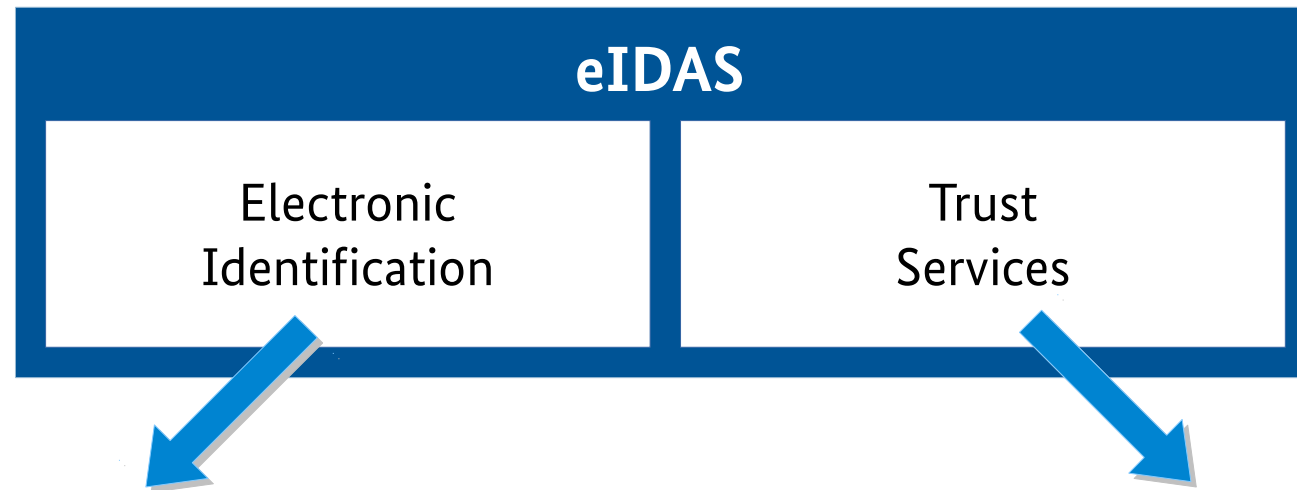 eIDAS
Electronic
Identification
Trust
Services